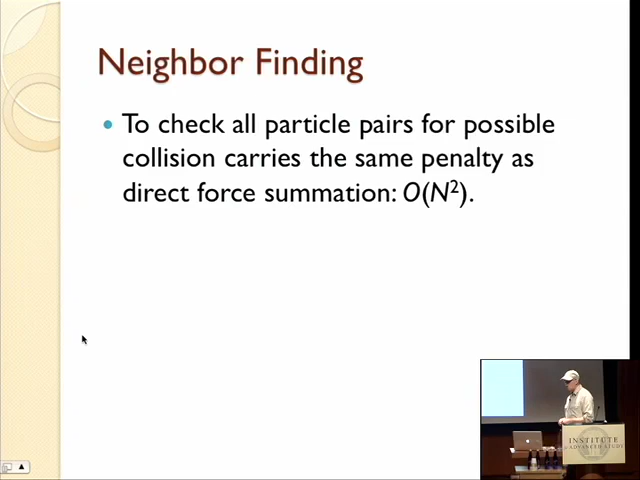 Neighbor Finding
To check all particle pairs for possible
collision carries the same penalty as
direct force summation: O(N²).
INSTITUTE
for ADVANCED STUDY